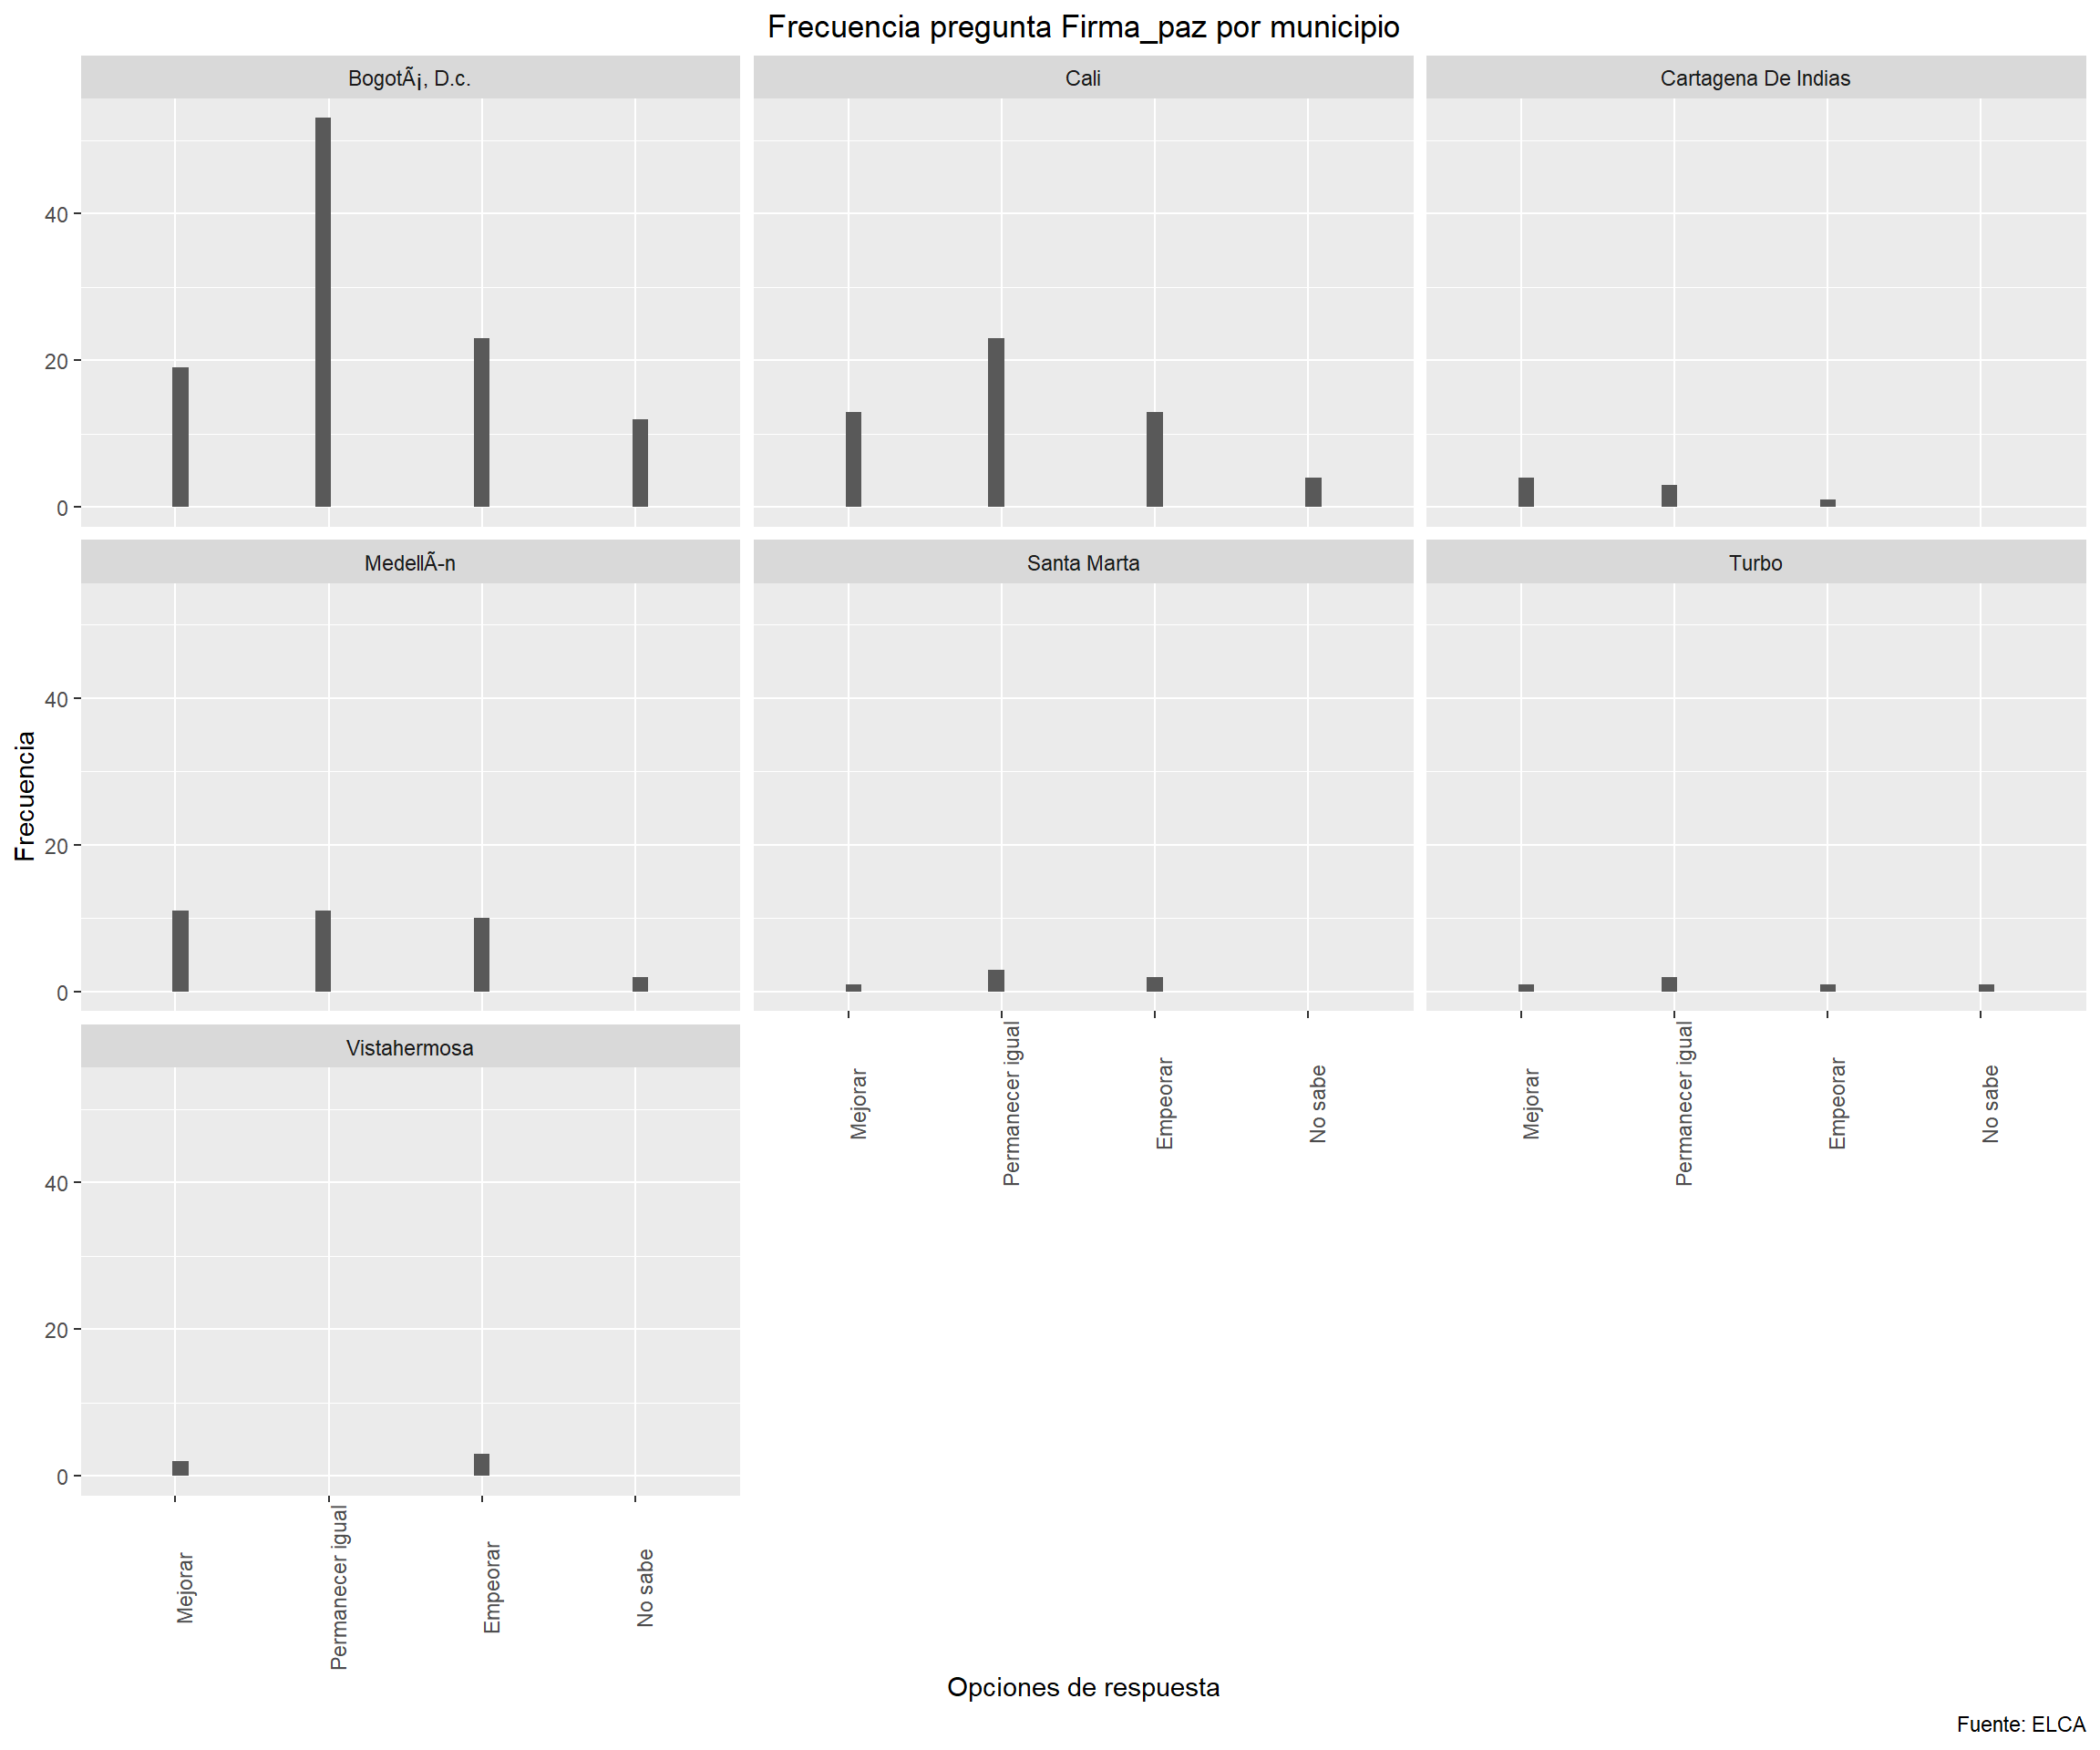 Frecuencia pregunta Firma_paz por municipio
BogotÃ¡, D.c.
Cali
Cartagena De Indias
40
20
0
MedellÃ-n
Santa Marta
Turbo
40
20
0
Mejorar
Permanecer igual
Empeorar
No sabe
Mejorar
Permanecer igual
Empeorar
No sabe
Vistahermosa
40
20
0
Mejorar
Permanecer igual
Empeorar
No sabe
Frecuencia
Opciones de respuesta
Fuente: ELCA